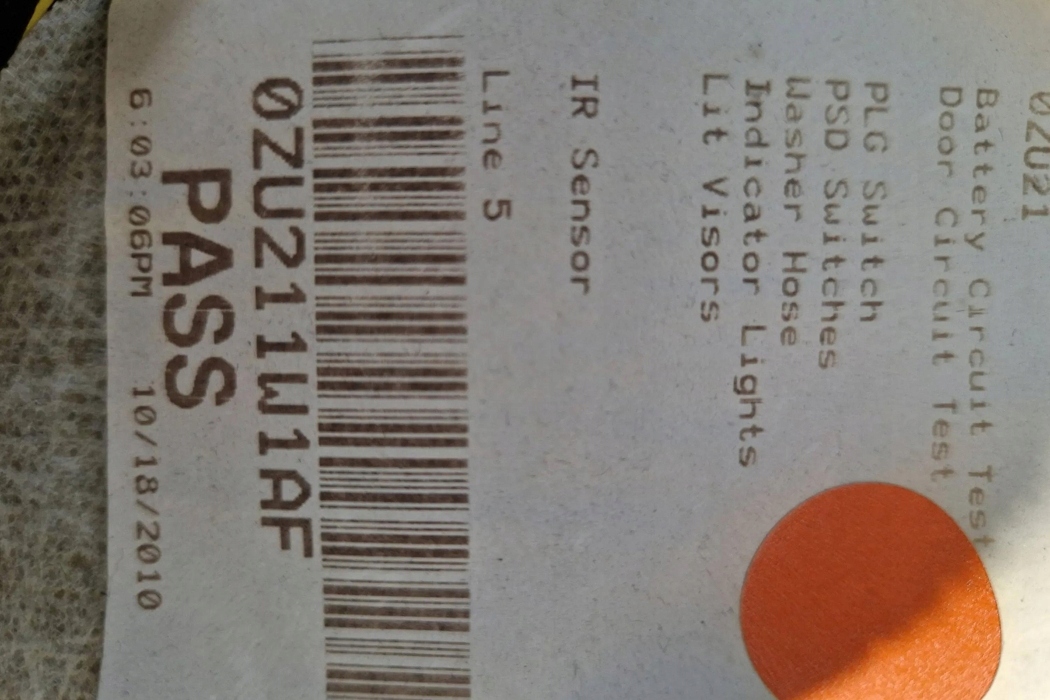 0ZU21
Battery Circuit Test
Door Circuit Test
PLG Switch
PSD Switches
Washer Hose
Indicator Lights
Lit Visors
IR Sensor
Line 5
0ZU211W1AF
PASS
6:03:06PM 10/18/2010